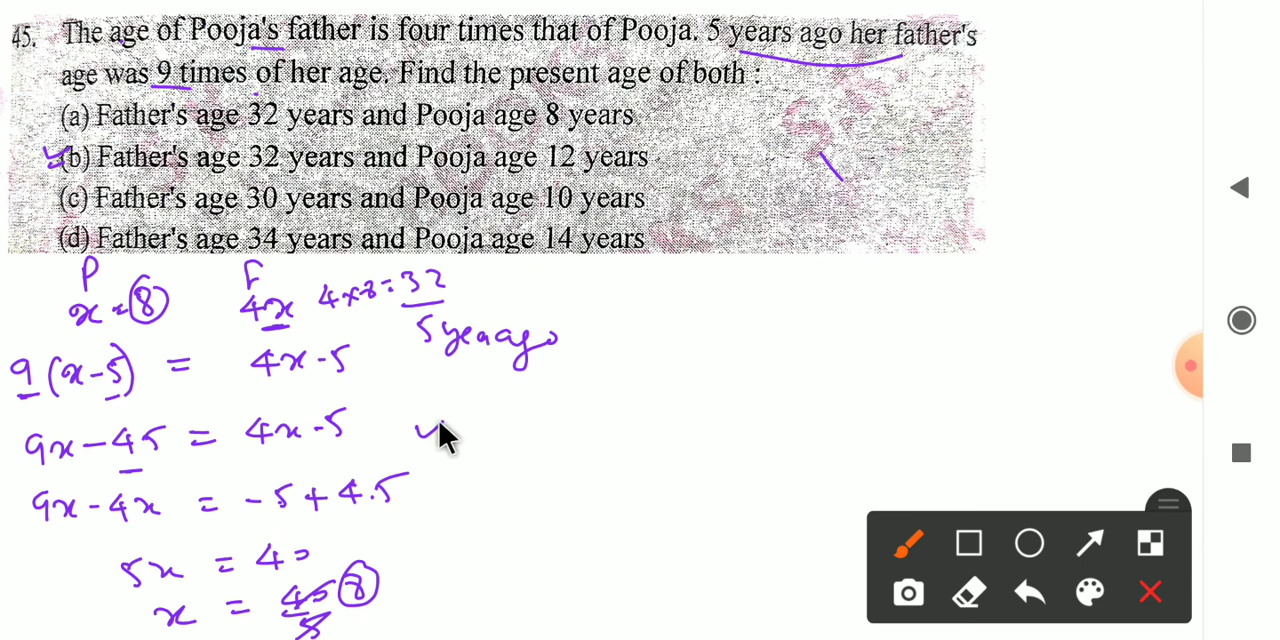 45. The age of Pooja's father is four times that of Pooja. 5 years ago her father's
age was 9 times of her age. Find the present age of both :
(a) Father's age 32 years and Pooja age 8 years
(b) Father's age 32 years and Pooja age 12 years
(c) Father's age 30 years and Pooja age 10 years
(d) Father's age 34 years and Pooja age 14 years
P F
x = 8 4x 4×8=32
5 year ago
9(x-5) = 4x-5
9x-45 = 4x-5
9x-4x = -5+4.5
5x = 40
x = 8